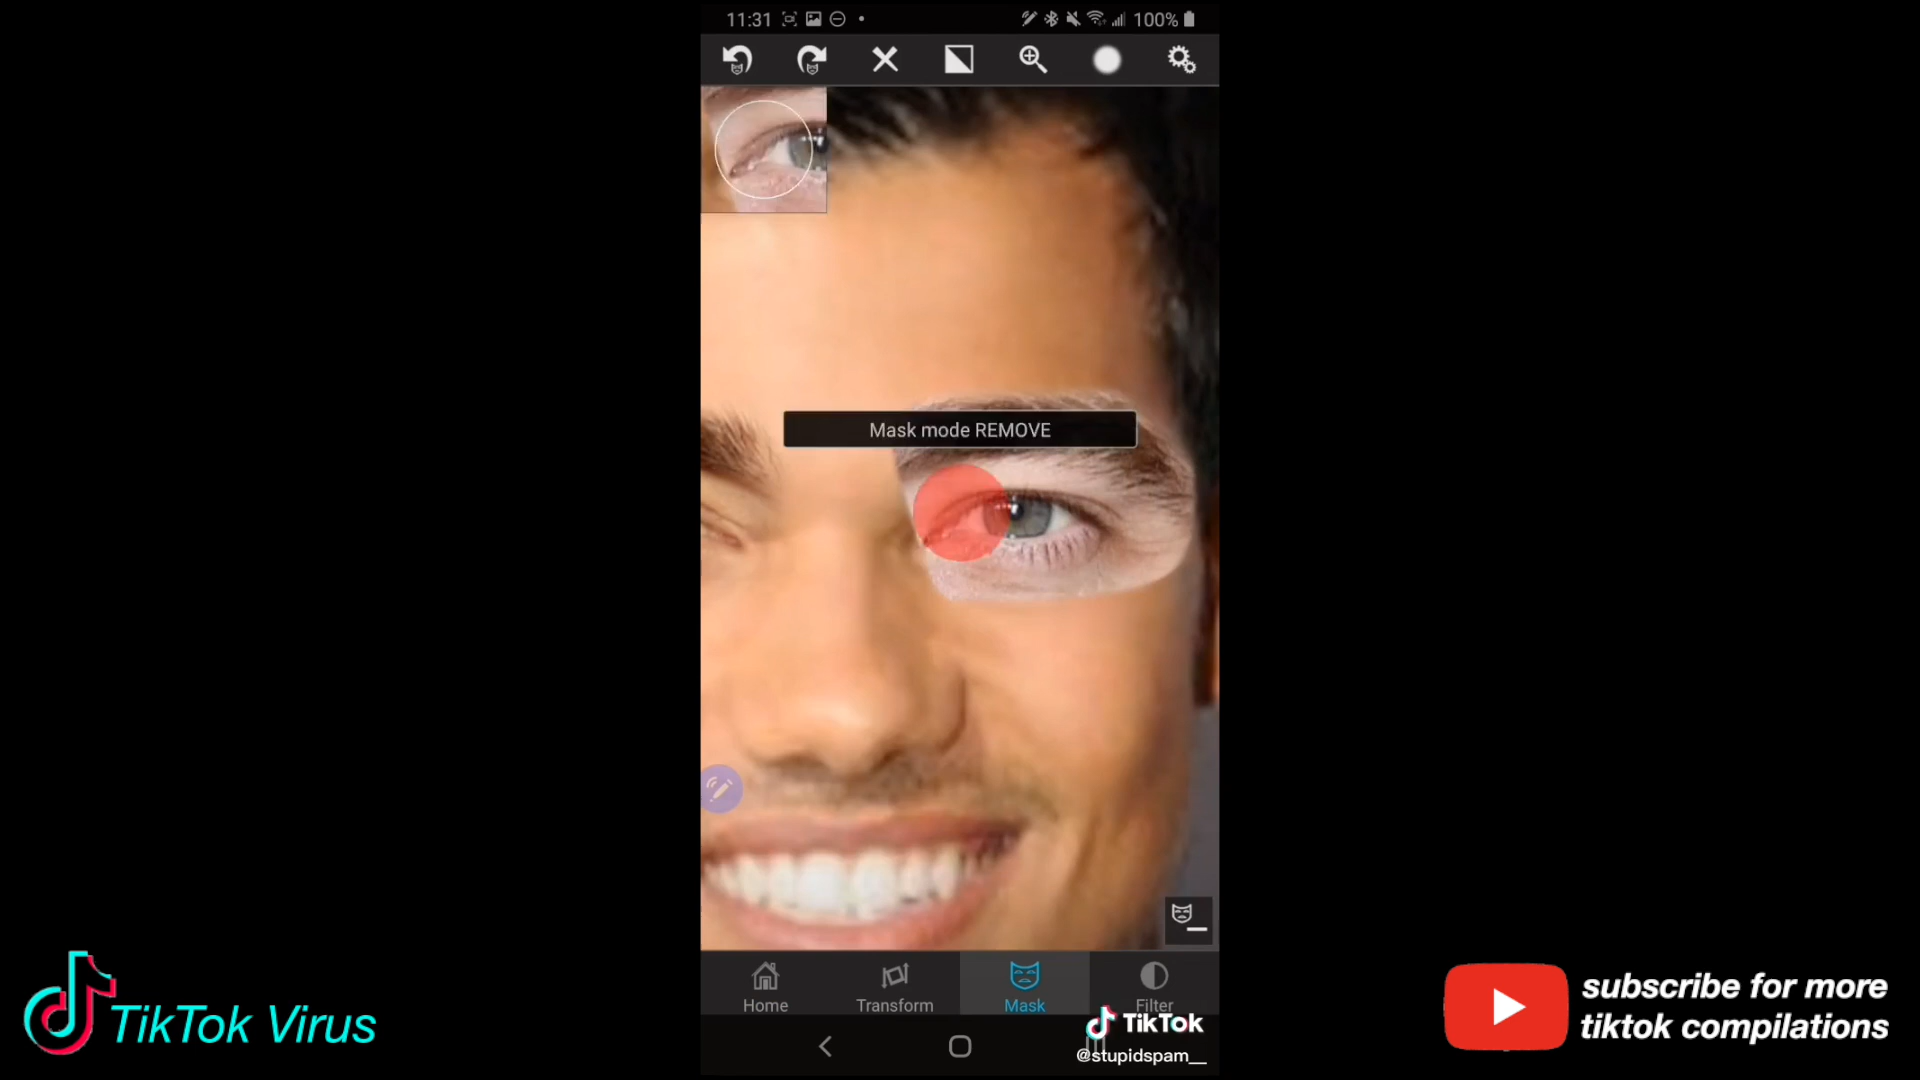 11:31
100%
Mask mode REMOVE
Home
Transform
Mask
Filter
TikTok
@stupidspam__
TikTok Virus
subscribe for more
tiktok compilations